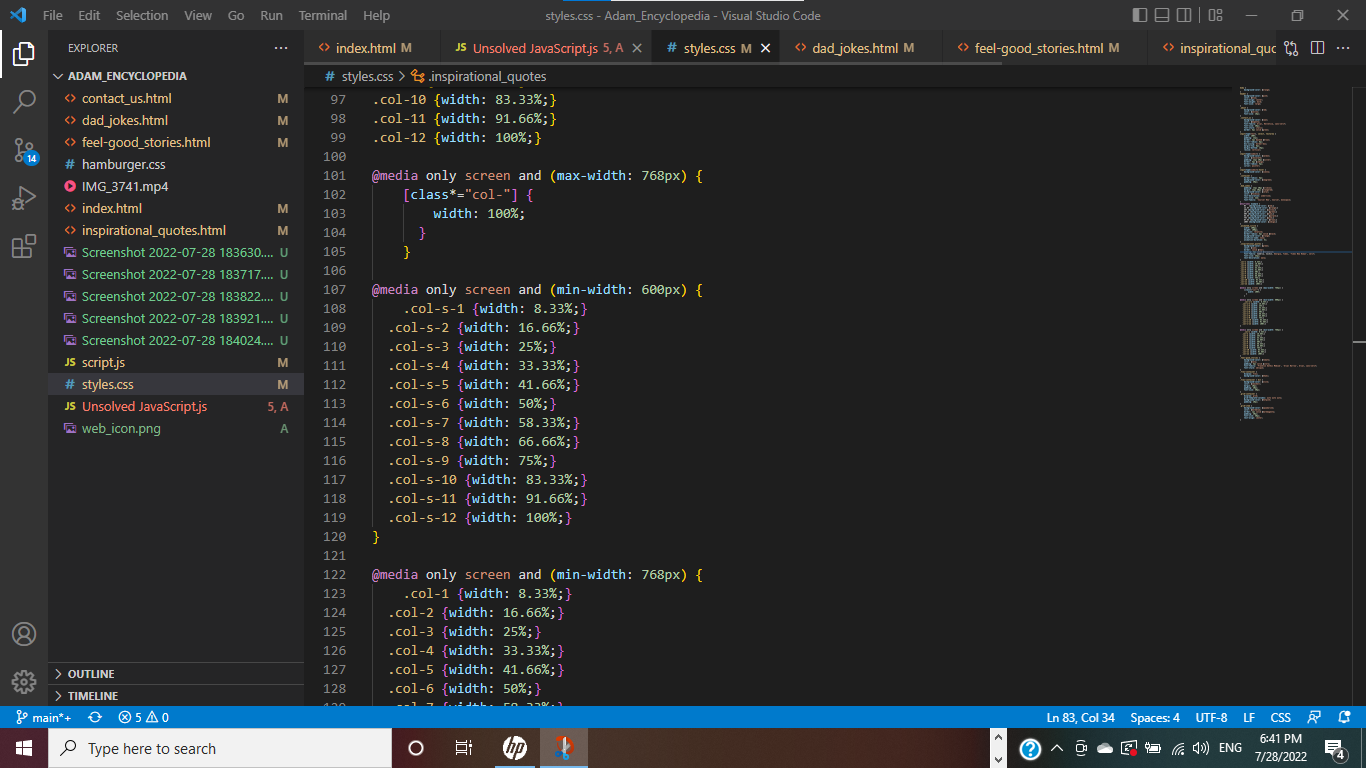 File Edit Selection View Go Run Terminal Help
styles.css - Adam_Encyclopedia - Visual Studio Code
EXPLORER
index.html M
JS Unsolved JavaScript.js 5, A
# styles.css M
dad_jokes.html M
feel-good_stories.html M
inspirational_quo
# styles.css > .inspirational_quotes
ADAM_ENCYCLOPEDIA
contact_us.html M
dad_jokes.html M
feel-good_stories.html M
# hamburger.css
IMG_3741.mp4
index.html M
inspirational_quotes.html M
Screenshot 2022-07-28 183630.... U
Screenshot 2022-07-28 183717.... U
Screenshot 2022-07-28 183822.... U
Screenshot 2022-07-28 183921.... U
Screenshot 2022-07-28 184024.... U
JS script.js M
# styles.css M
JS Unsolved JavaScript.js 5, A
web_icon.png A
14
OUTLINE
TIMELINE
97 .col-10 {width: 83.33%;}
98 .col-11 {width: 91.66%;}
99 .col-12 {width: 100%;}
100
101 @media only screen and (max-width: 768px) {
102 [class*="col-"] {
103 width: 100%;
104 }
105 }
106
107 @media only screen and (min-width: 600px) {
108 .col-s-1 {width: 8.33%;}
109 .col-s-2 {width: 16.66%;}
110 .col-s-3 {width: 25%;}
111 .col-s-4 {width: 33.33%;}
112 .col-s-5 {width: 41.66%;}
113 .col-s-6 {width: 50%;}
114 .col-s-7 {width: 58.33%;}
115 .col-s-8 {width: 66.66%;}
116 .col-s-9 {width: 75%;}
117 .col-s-10 {width: 83.33%;}
118 .col-s-11 {width: 91.66%;}
119 .col-s-12 {width: 100%;}
120 }
121
122 @media only screen and (min-width: 768px) {
123 .col-1 {width: 8.33%;}
124 .col-2 {width: 16.66%;}
125 .col-3 {width: 25%;}
126 .col-4 {width: 33.33%;}
127 .col-5 {width: 41.66%;}
128 .col-6 {width: 50%;}
main*+ 5 0
Ln 83, Col 34 Spaces: 4 UTF-8 LF CSS
Type here to search
hp
ENG
6:41 PM
7/28/2022
4